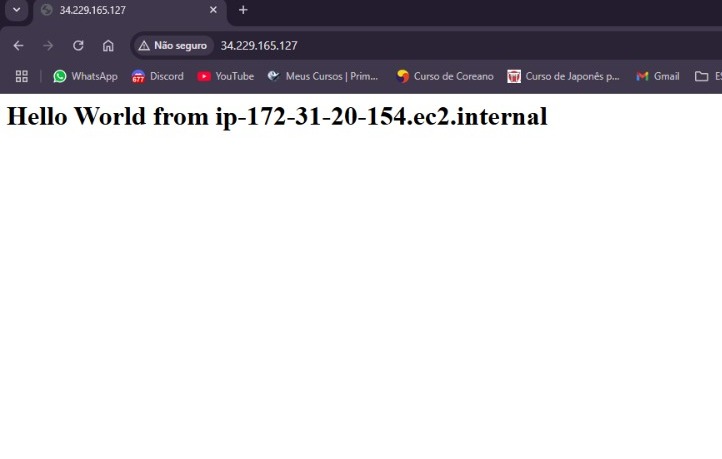 34.229.165.127
Não seguro 34.229.165.127
WhatsApp Discord YouTube Meus Cursos | Prim... Curso de Coreano Curso de Japonês p... Gmail ES
Hello World from ip-172-31-20-154.ec2.internal